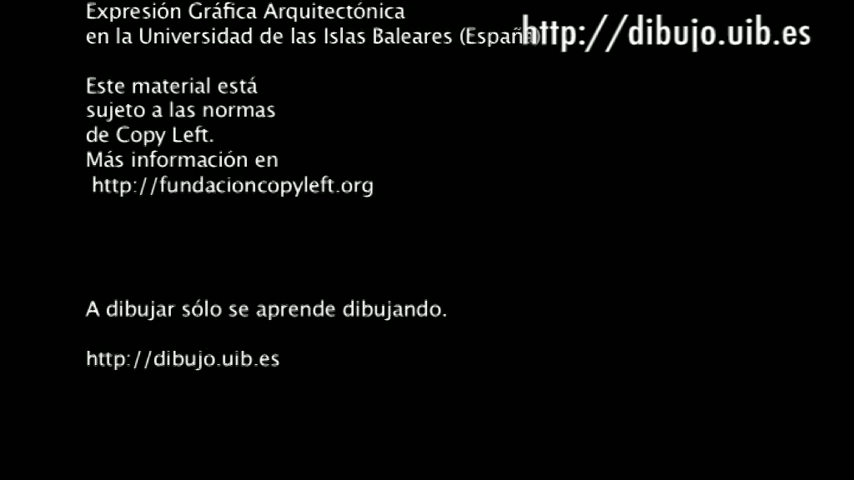 Expresión Gráfica Arquitectónica
en la Universidad de las Islas Baleares (España)
http://dibujo.uib.es
Este material está
sujeto a las normas
de Copy Left.
Más información en
http://fundacioncopyleft.org
A dibujar sólo se aprende dibujando.
http://dibujo.uib.es